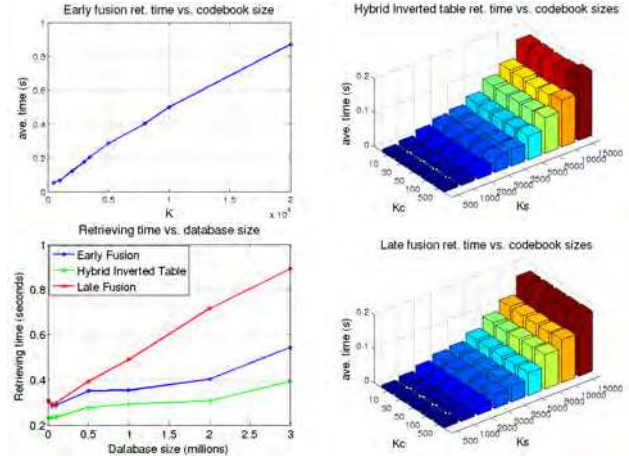 Early fusion ret. time vs. codebook size
ave. time (s)
1
0.8
0.6
0.4
0.2
0
0 0.5 1 1.5 2
x 10⁴
K
Hybrid Inverted table ret. time vs. codebook sizes
ave. time (s)
0.2
0.1
0
10
30
50
100
500
Kc
500
1000
2000
3000
5000
8000
10000
15000
Ks
Retrieving time vs. database size
Retrieving time (seconds)
1
0.8
0.6
0.4
0.2
Early Fusion
Hybrid Inverted Table
Late Fusion
0 0.5 1 1.5 2 2.5 3
Database size (millions)
Late fusion ret. time vs. codebook sizes
ave. time (s)
0.2
0.1
0
10
30
50
100
500
Kc
500
1000
2000
3000
5000
8000
10000
15000
Ks